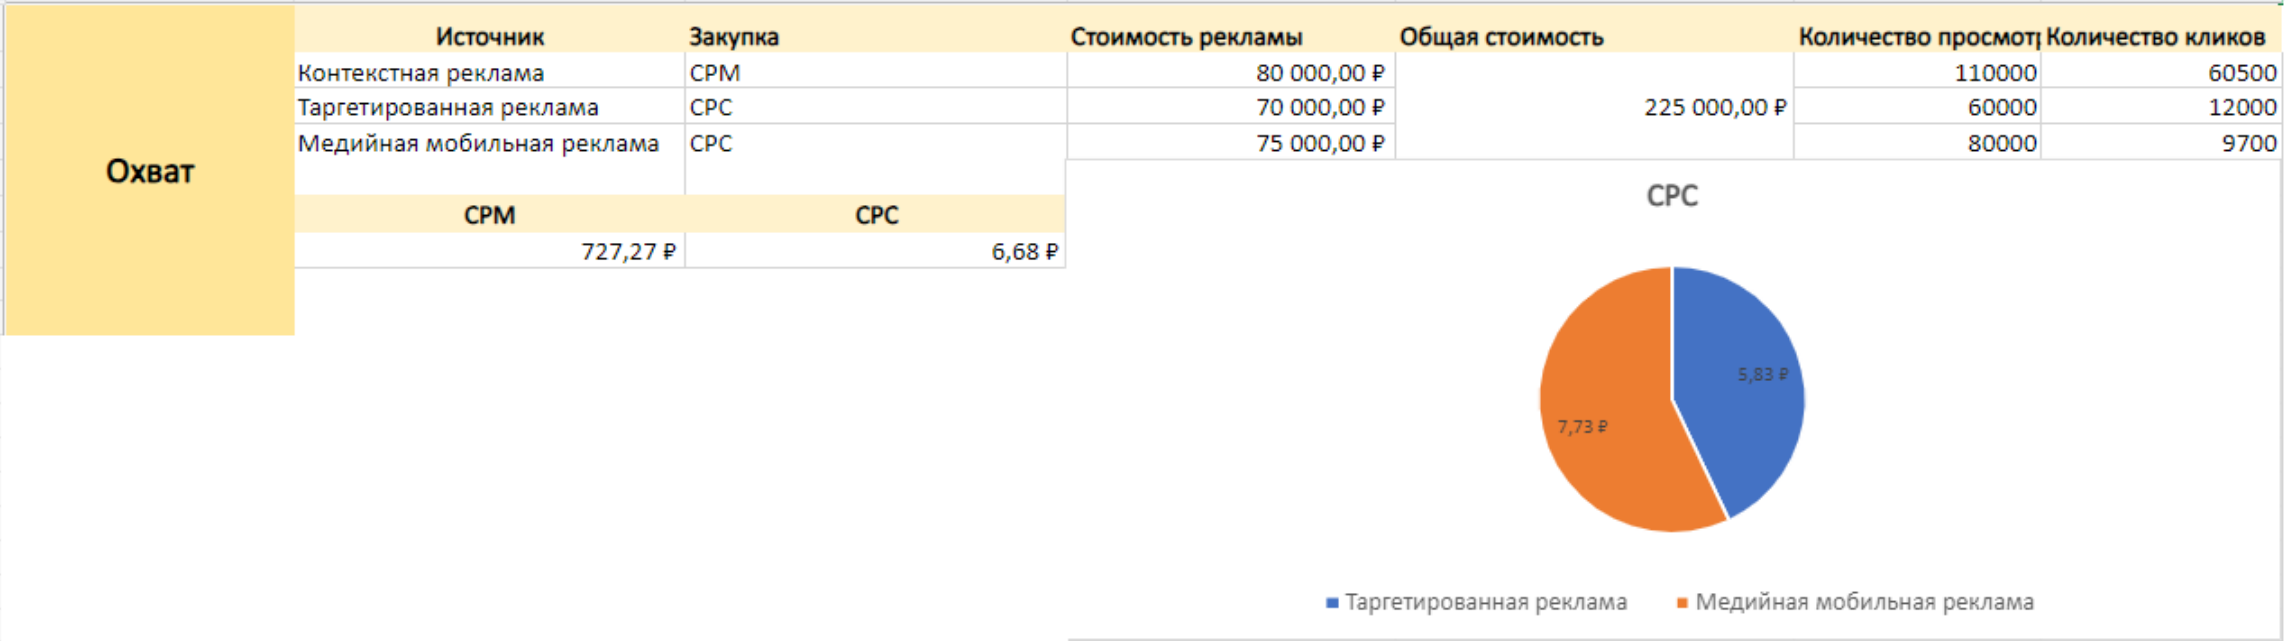 Охват
Источник Закупка Стоимость рекламы Общая стоимость Количество просмот Количество кликов
Контекстная реклама CPM 80 000,00 ₽ 110000 60500
Таргетированная реклама CPC 70 000,00 ₽ 225 000,00 ₽ 60000 12000
Медийная мобильная реклама CPC 75 000,00 ₽ 80000 9700
CPM CPC
727,27 ₽ 6,68 ₽
CPC
5,83 ₽
7,73 ₽
Таргетированная реклама Медийная мобильная реклама